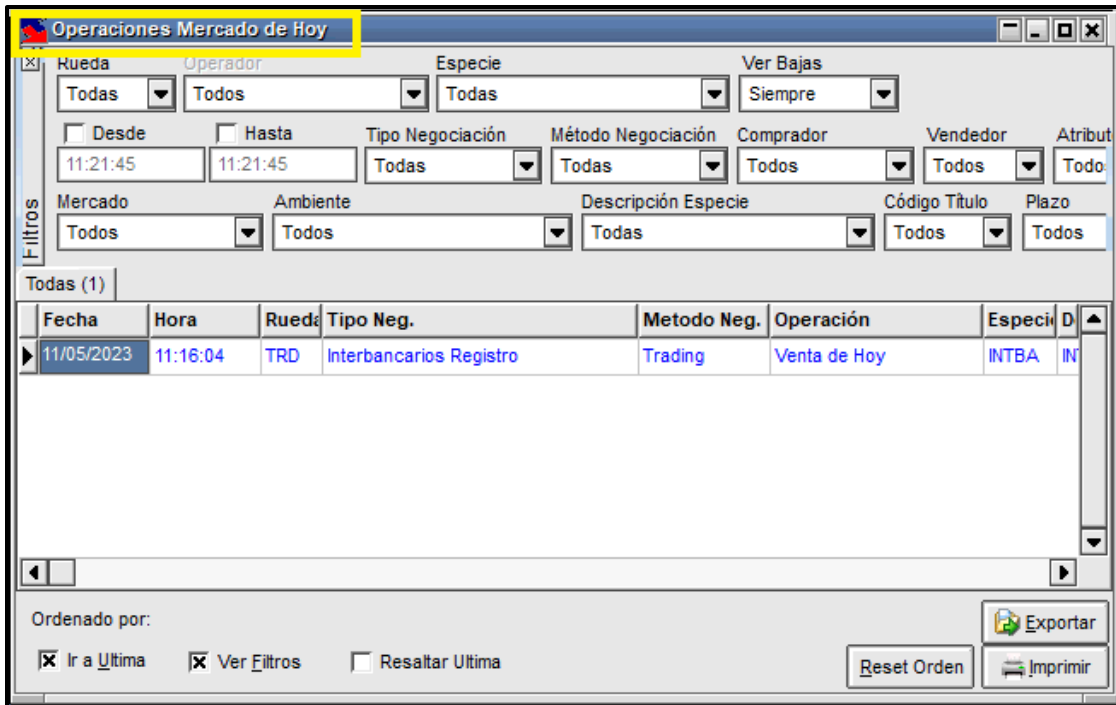 Operaciones Mercado de Hoy
Rueda Operador Especie Ver Bajas
Todas Todos Todas Siempre
Desde Hasta Tipo Negociación Método Negociación Comprador Vendedor Atribut
11:21:45 11:21:45 Todas Todas Todos Todos Todo
Mercado Ambiente Descripción Especie Código Título Plazo
Todos Todos Todas Todos Todos
Filtros
Todas (1)
Fecha Hora Rueda Tipo Neg. Metodo Neg. Operación Especi D
11/05/2023 11:16:04 TRD Interbancarios Registro Trading Venta de Hoy INTBA IN
Ordenado por:
Exportar
Ir a Ultima Ver Filtros Resaltar Ultima Reset Orden Imprimir